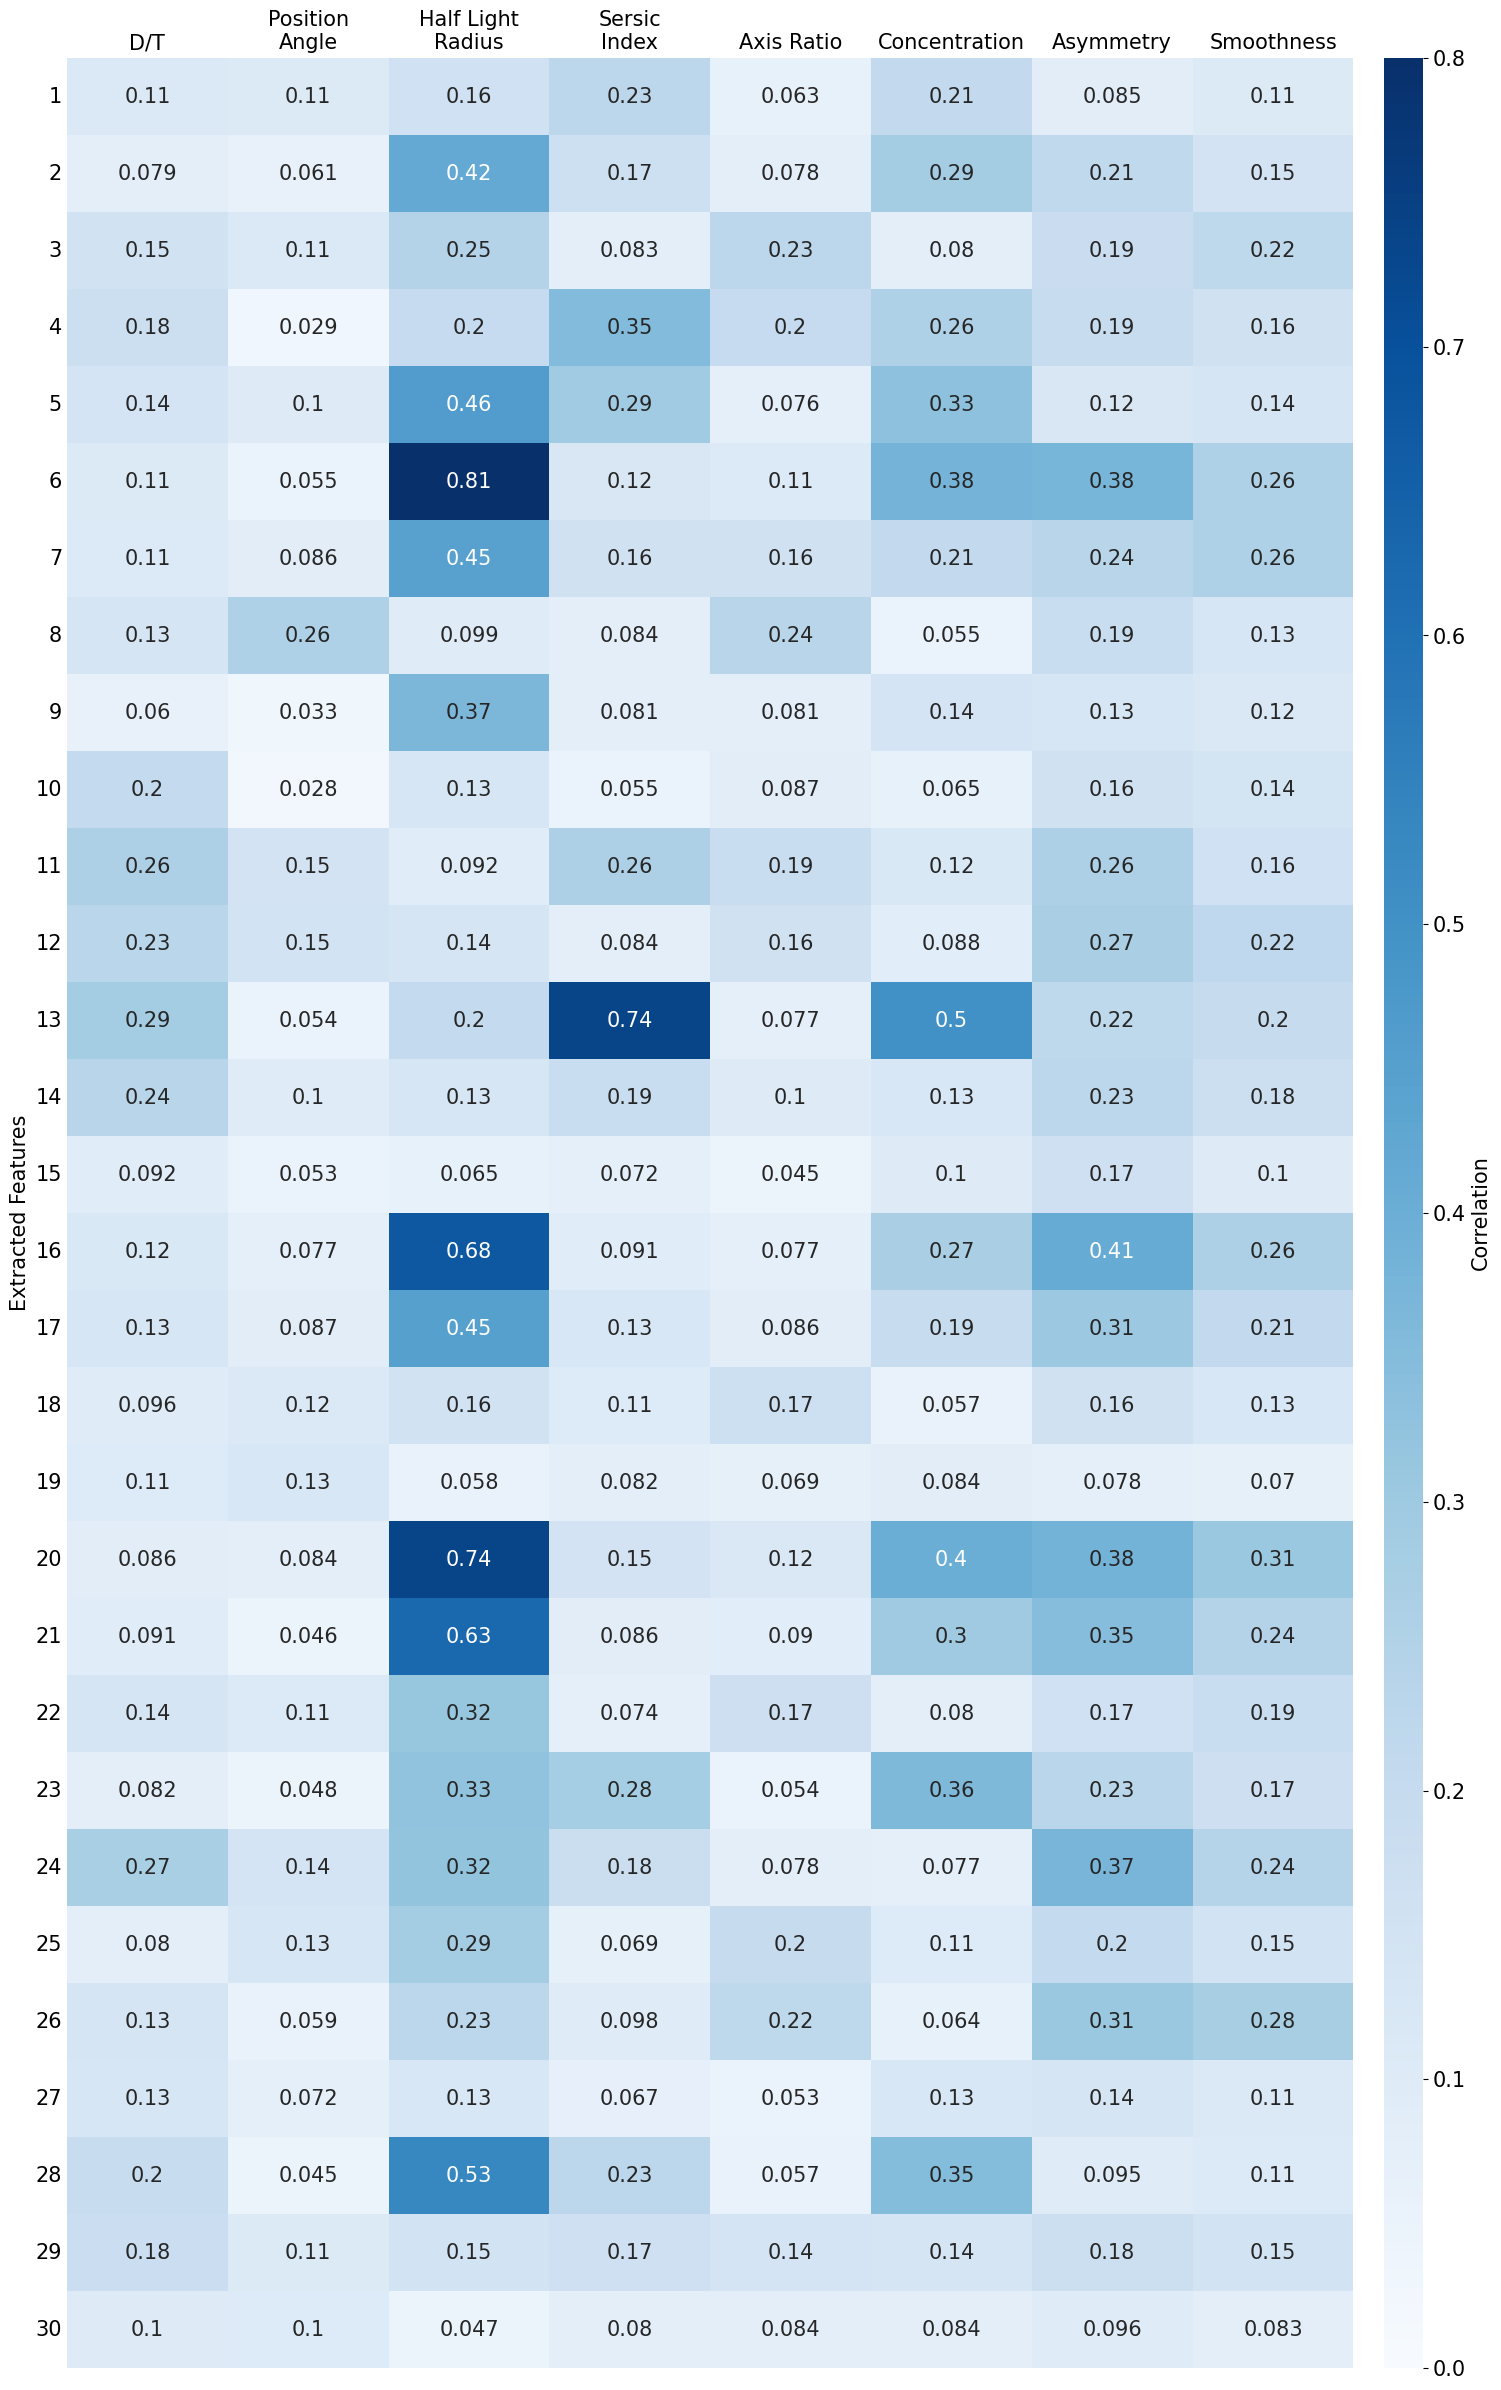 D/T Position Angle Half Light Radius Sersic Index Axis Ratio Concentration Asymmetry Smoothness
1 0.11 0.11 0.16 0.23 0.063 0.21 0.085 0.11
2 0.079 0.061 0.42 0.17 0.078 0.29 0.21 0.15
3 0.15 0.11 0.25 0.083 0.23 0.08 0.19 0.22
4 0.18 0.029 0.2 0.35 0.2 0.26 0.19 0.16
5 0.14 0.1 0.46 0.29 0.076 0.33 0.12 0.14
6 0.11 0.055 0.81 0.12 0.11 0.38 0.38 0.26
7 0.11 0.086 0.45 0.16 0.16 0.21 0.24 0.26
8 0.13 0.26 0.099 0.084 0.24 0.055 0.19 0.13
9 0.06 0.033 0.37 0.081 0.081 0.14 0.13 0.12
10 0.2 0.028 0.13 0.055 0.087 0.065 0.16 0.14
11 0.26 0.15 0.092 0.26 0.19 0.12 0.26 0.16
12 0.23 0.15 0.14 0.084 0.16 0.088 0.27 0.22
13 0.29 0.054 0.2 0.74 0.077 0.5 0.22 0.2
14 0.24 0.1 0.13 0.19 0.1 0.13 0.23 0.18
15 0.092 0.053 0.065 0.072 0.045 0.1 0.17 0.1
16 0.12 0.077 0.68 0.091 0.077 0.27 0.41 0.26
17 0.13 0.087 0.45 0.13 0.086 0.19 0.31 0.21
18 0.096 0.12 0.16 0.11 0.17 0.057 0.16 0.13
19 0.11 0.13 0.058 0.082 0.069 0.084 0.078 0.07
20 0.086 0.084 0.74 0.15 0.12 0.4 0.38 0.31
21 0.091 0.046 0.63 0.086 0.09 0.3 0.35 0.24
22 0.14 0.11 0.32 0.074 0.17 0.08 0.17 0.19
23 0.082 0.048 0.33 0.28 0.054 0.36 0.23 0.17
24 0.27 0.14 0.32 0.18 0.078 0.077 0.37 0.24
25 0.08 0.13 0.29 0.069 0.2 0.11 0.2 0.15
26 0.13 0.059 0.23 0.098 0.22 0.064 0.31 0.28
27 0.13 0.072 0.13 0.067 0.053 0.13 0.14 0.11
28 0.2 0.045 0.53 0.23 0.057 0.35 0.095 0.11
29 0.18 0.11 0.15 0.17 0.14 0.14 0.18 0.15
30 0.1 0.1 0.047 0.08 0.084 0.084 0.096 0.083
Extracted Features
0.8
0.7
0.6
0.5
0.4
0.3
0.2
0.1
0.0
Correlation